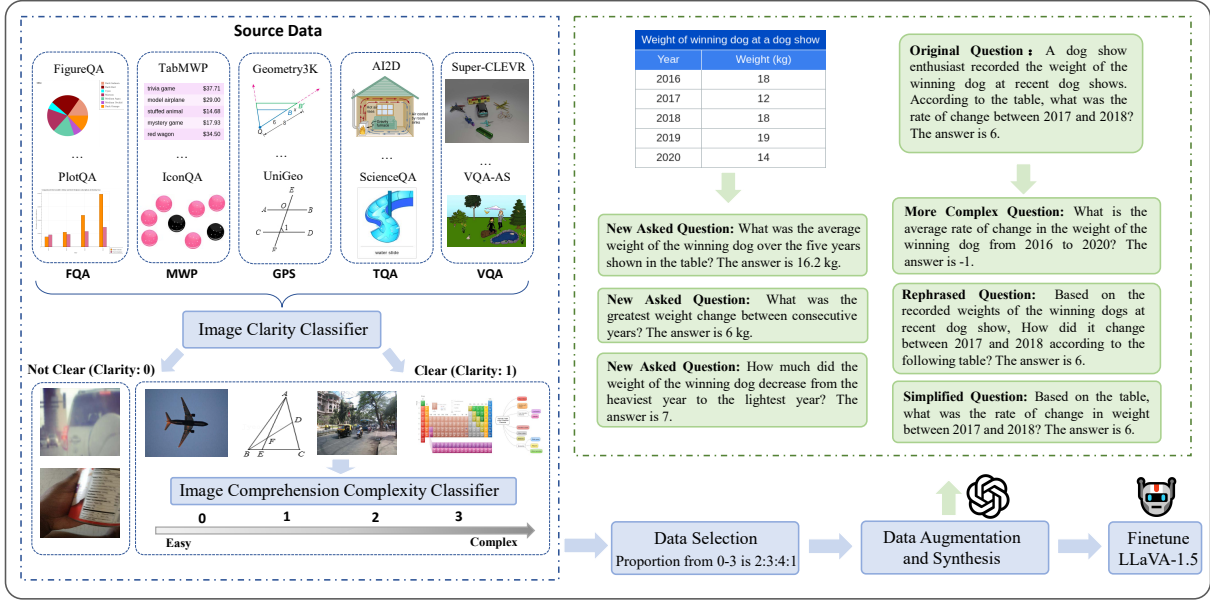 Source Data
FigureQA
...
PlotQA
FQA
TabMWP
trivia game $37.71
model airplane $29.00
stuffed animal $14.68
mystery game $17.93
red wagon $34.50
...
IconQA
MWP
Geometry3K
...
UniGeo
E
A O B
C 1 D
F
GPS
AI2D
...
ScienceQA
water slide
TQA
Super-CLEVR
...
VQA-AS
VQA
Image Clarity Classifier
Not Clear (Clarity: 0)
Clear (Clarity: 1)
A
D
F
B E C
Image Comprehension Complexity Classifier
0 1 2 3
Easy Complex
Weight of winning dog at a dog show
Year Weight (kg)
2016 18
2017 12
2018 18
2019 19
2020 14
New Asked Question: What was the average
weight of the winning dog over the five years
shown in the table? The answer is 16.2 kg.
New Asked Question: What was the
greatest weight change between consecutive
years? The answer is 6 kg.
New Asked Question: How much did the
weight of the winning dog decrease from the
heaviest year to the lightest year? The
answer is 7.
Original Question： A dog show
enthusiast recorded the weight of the
winning dog at recent dog shows.
According to the table, what was the
rate of change between 2017 and 2018?
The answer is 6.
More Complex Question: What is the
average rate of change in the weight of the
winning dog from 2016 to 2020? The
answer is -1.
Rephrased Question: Based on the
recorded weights of the winning dogs at
recent dog show, How did it change
between 2017 and 2018 according to the
following table? The answer is 6.
Simplified Question: Based on the table,
what was the rate of change in weight
between 2017 and 2018? The answer is 6.
Data Selection
Proportion from 0-3 is 2:3:4:1
Data Augmentation
and Synthesis
Finetune
LLaVA-1.5